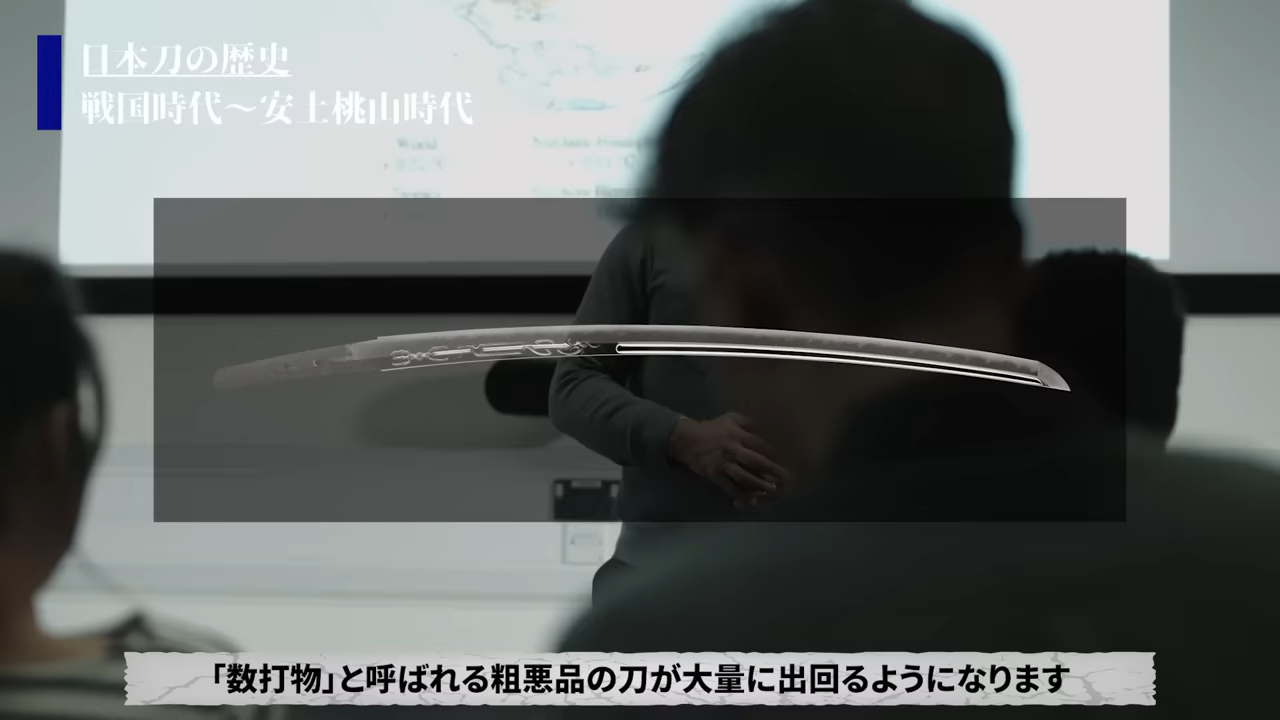 日本刀の歴史
戦国時代～安土桃山時代
World
「数打物」と呼ばれる粗悪品の刀が大量に出回るようになります